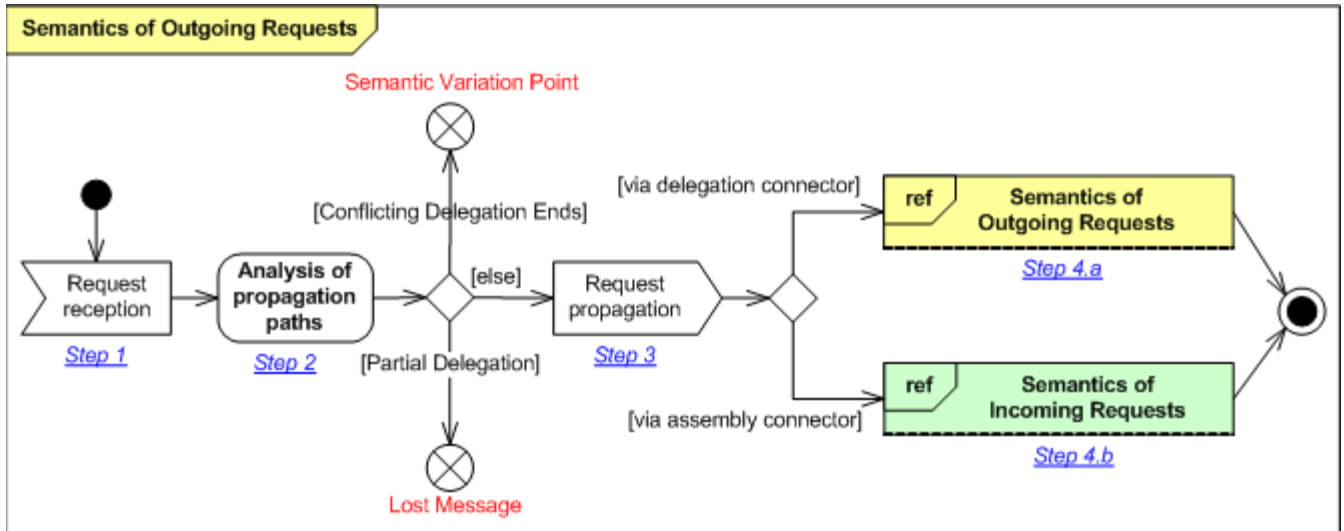 Semantics of Outgoing Requests
Semantic Variation Point
[via delegation connector]
ref
Semantics of
Outgoing Requests
Step 4.a
[Conflicting Delegation Ends]
Request
reception
Step 1
Analysis of
propagation
paths
Step 2
[else]
Request
propagation
Step 3
[Partial Delegation]
ref
Semantics of
Incoming Requests
[via assembly connector]
Step 4.b
Lost Message